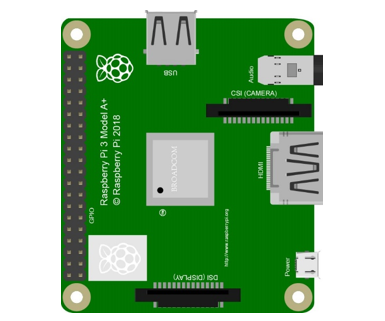 USB
Audio
CSI (CAMERA)
Raspberry Pi 3 Model A+
© Raspberry Pi 2018
BROADCOM
HDMI
GPIO
http://www.raspberrypi.org
Power
DSI (DISPLAY)